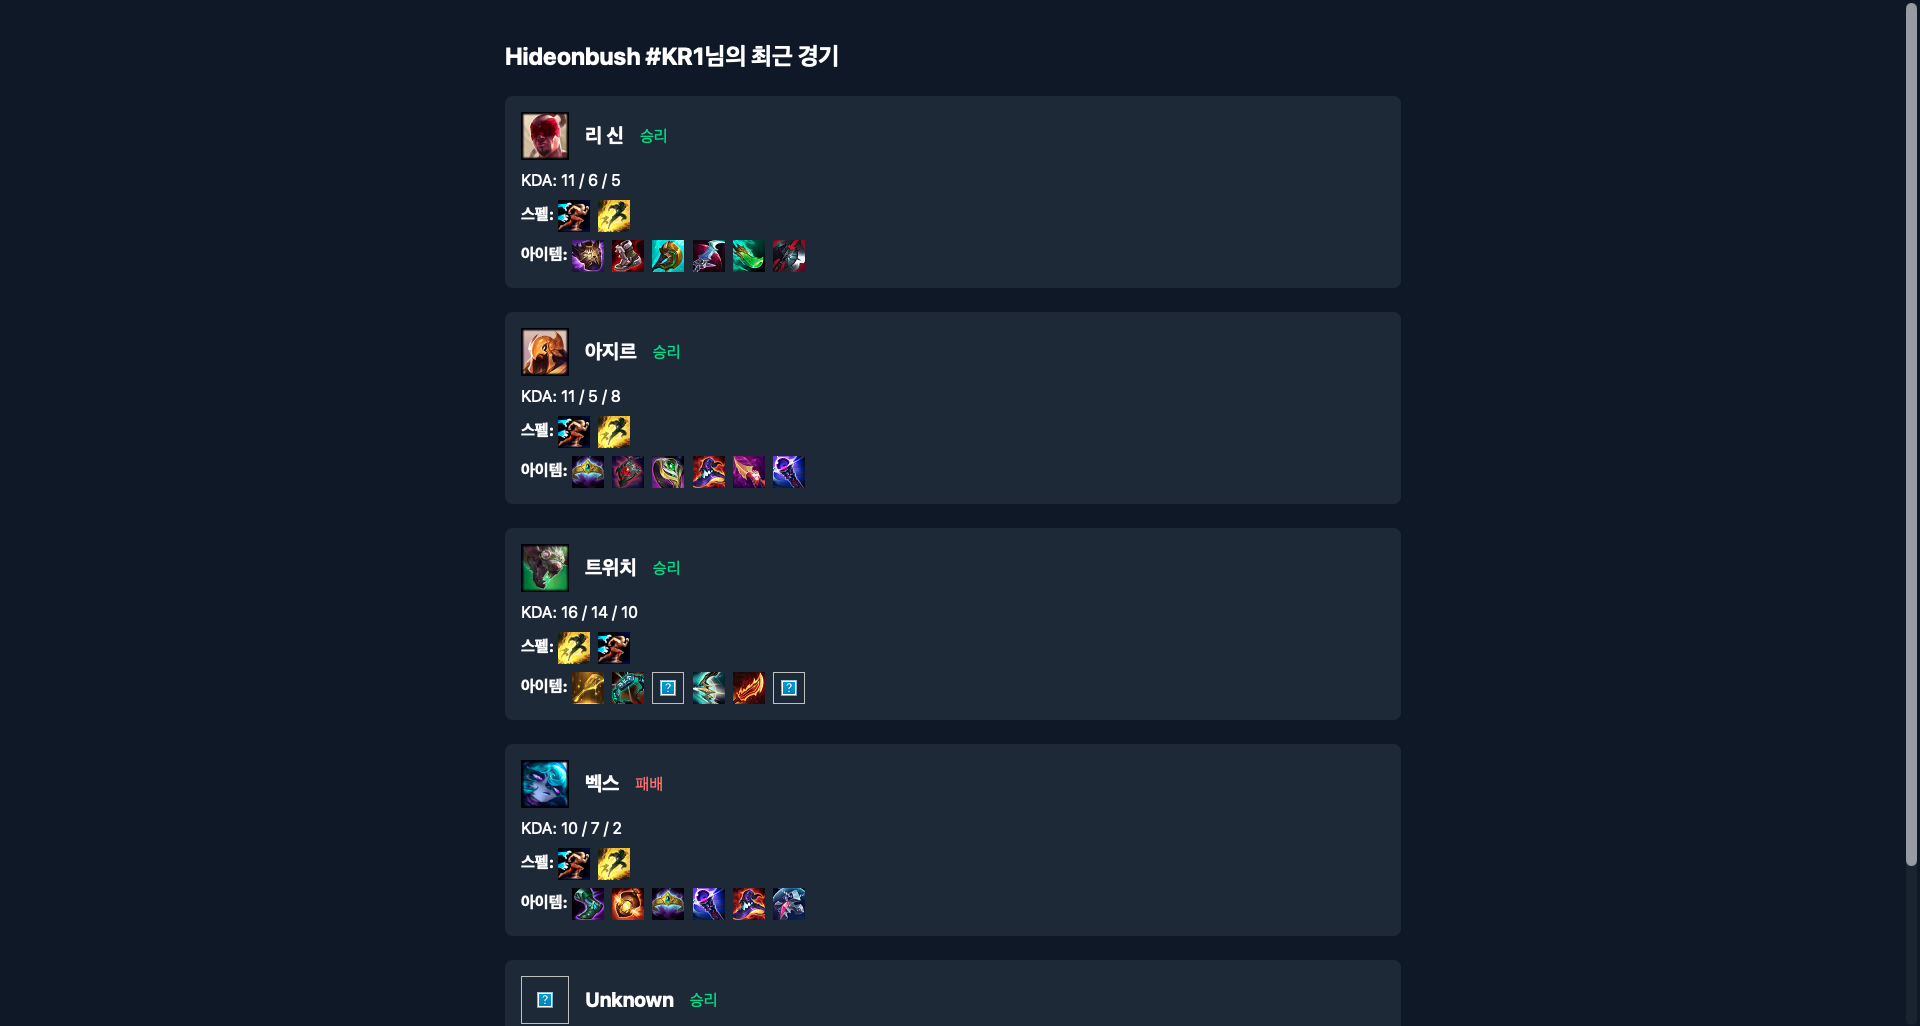 Hideonbush #KR1님의 최근 경기
리 신 승리
KDA: 11 / 6 / 5
스펠:
아이템:
아지르 승리
KDA: 11 / 5 / 8
스펠:
아이템:
트위치 승리
KDA: 16 / 14 / 10
스펠:
아이템:
벡스 패배
KDA: 10 / 7 / 2
스펠:
아이템:
Unknown 승리